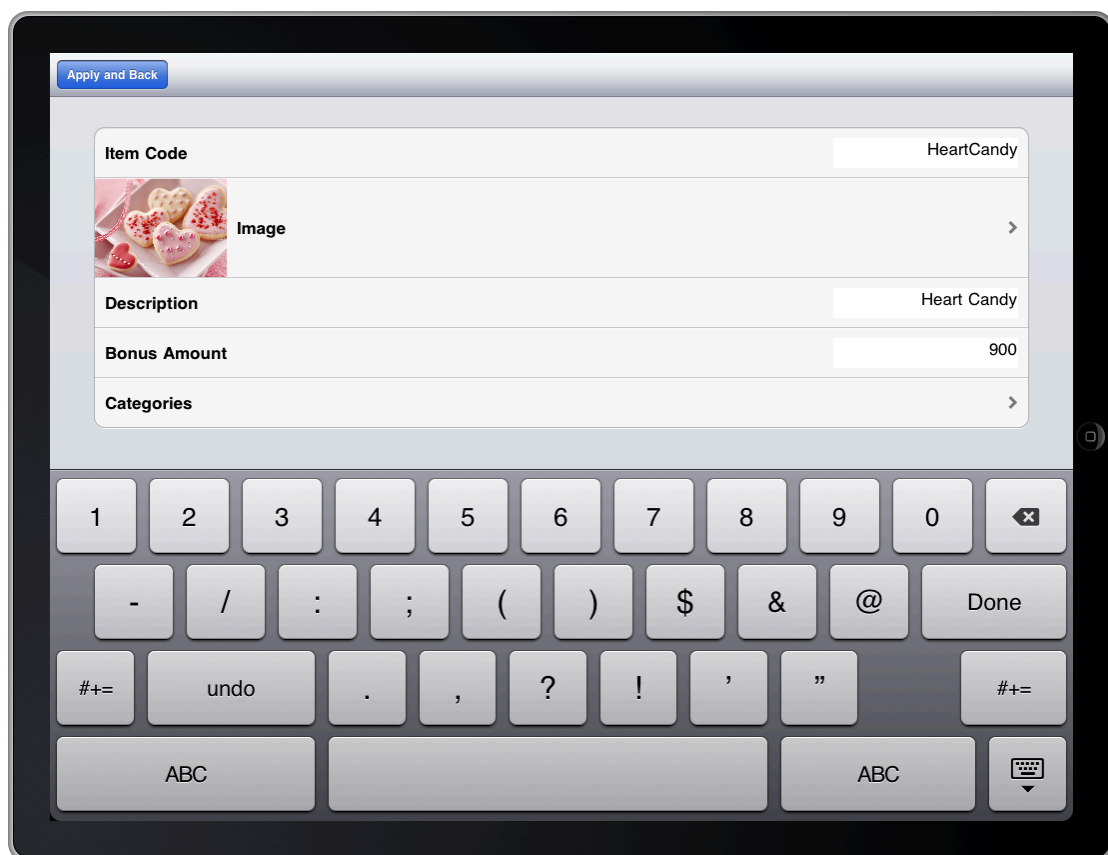 Apply and Back
Item Code HeartCandy
Image
Description Heart Candy
Bonus Amount 900
Categories
1 2 3 4 5 6 7 8 9 0
- / : ; ( ) $ & @ Done
#+= undo . , ? ! ’ ” #+=
ABC ABC